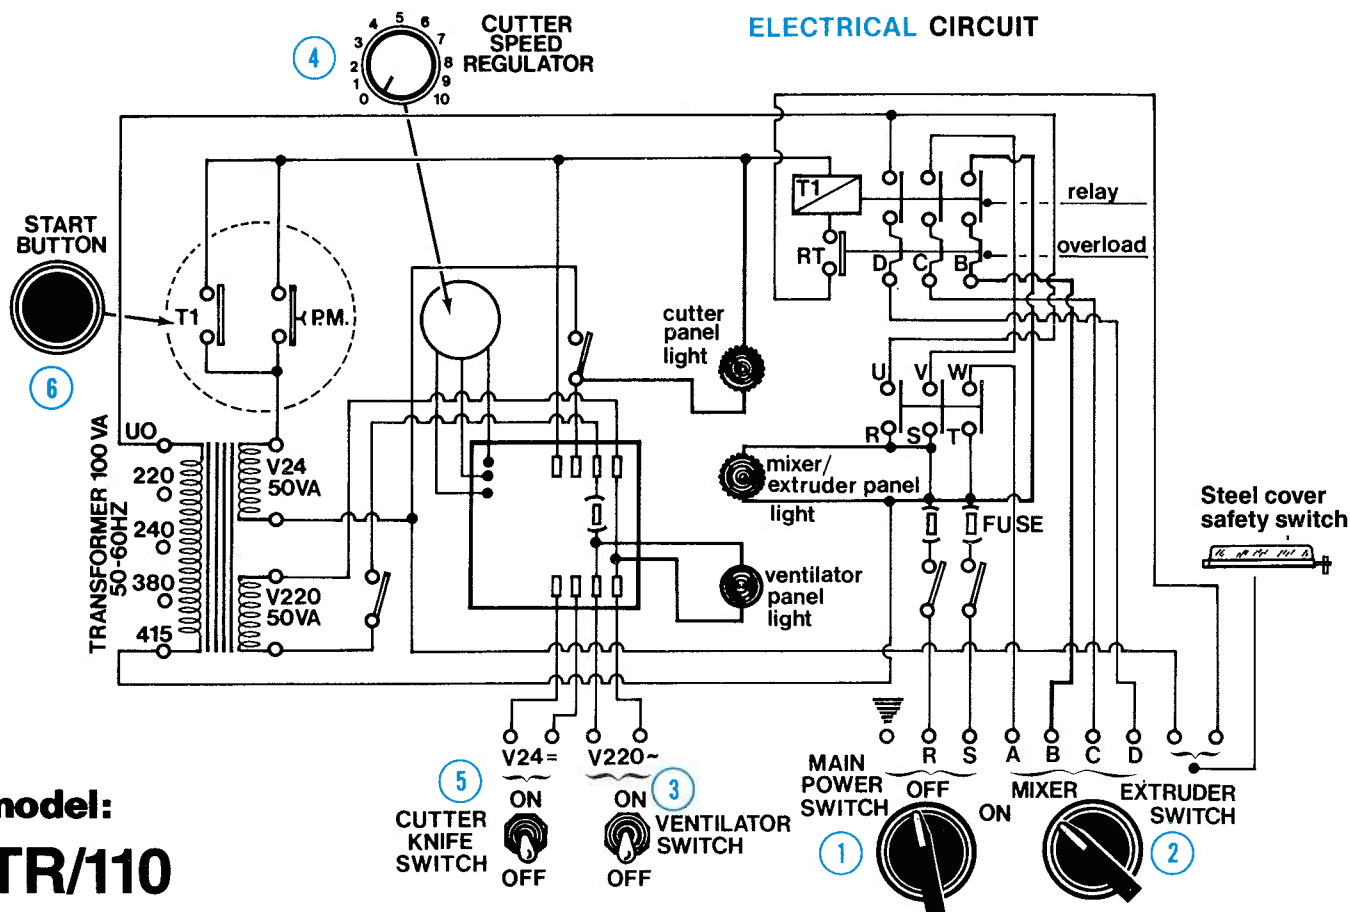 ELECTRICAL CIRCUIT
4
0 1 2 3 4 5 6 7 8 9 10
CUTTER
SPEED
REGULATOR
START
BUTTON
6
T1
P.M.
T1
RT
D C B
relay
overload
cutter
panel
light
U V W
R S T
mixer/
extruder panel
light
FUSE
ventilator
panel
light
Steel cover
safety switch
TRANSFORMER 100 VA
50-60HZ
UO
220
240
380
415
V24
50VA
V220
50VA
V24=
V220~
5
ON
CUTTER
KNIFE
SWITCH
OFF
3
ON
VENTILATOR
SWITCH
OFF
R S A B C D
MAIN
POWER
SWITCH
OFF
ON
1
MIXER
EXTRUDER
SWITCH
2
model:
TR/110